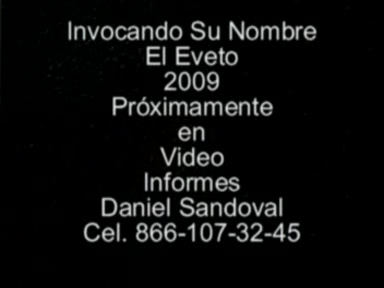 Invocando Su Nombre
El Eveto
2009
Próximamente
en
Video
Informes
Daniel Sandoval
Cel. 866-107-32-45